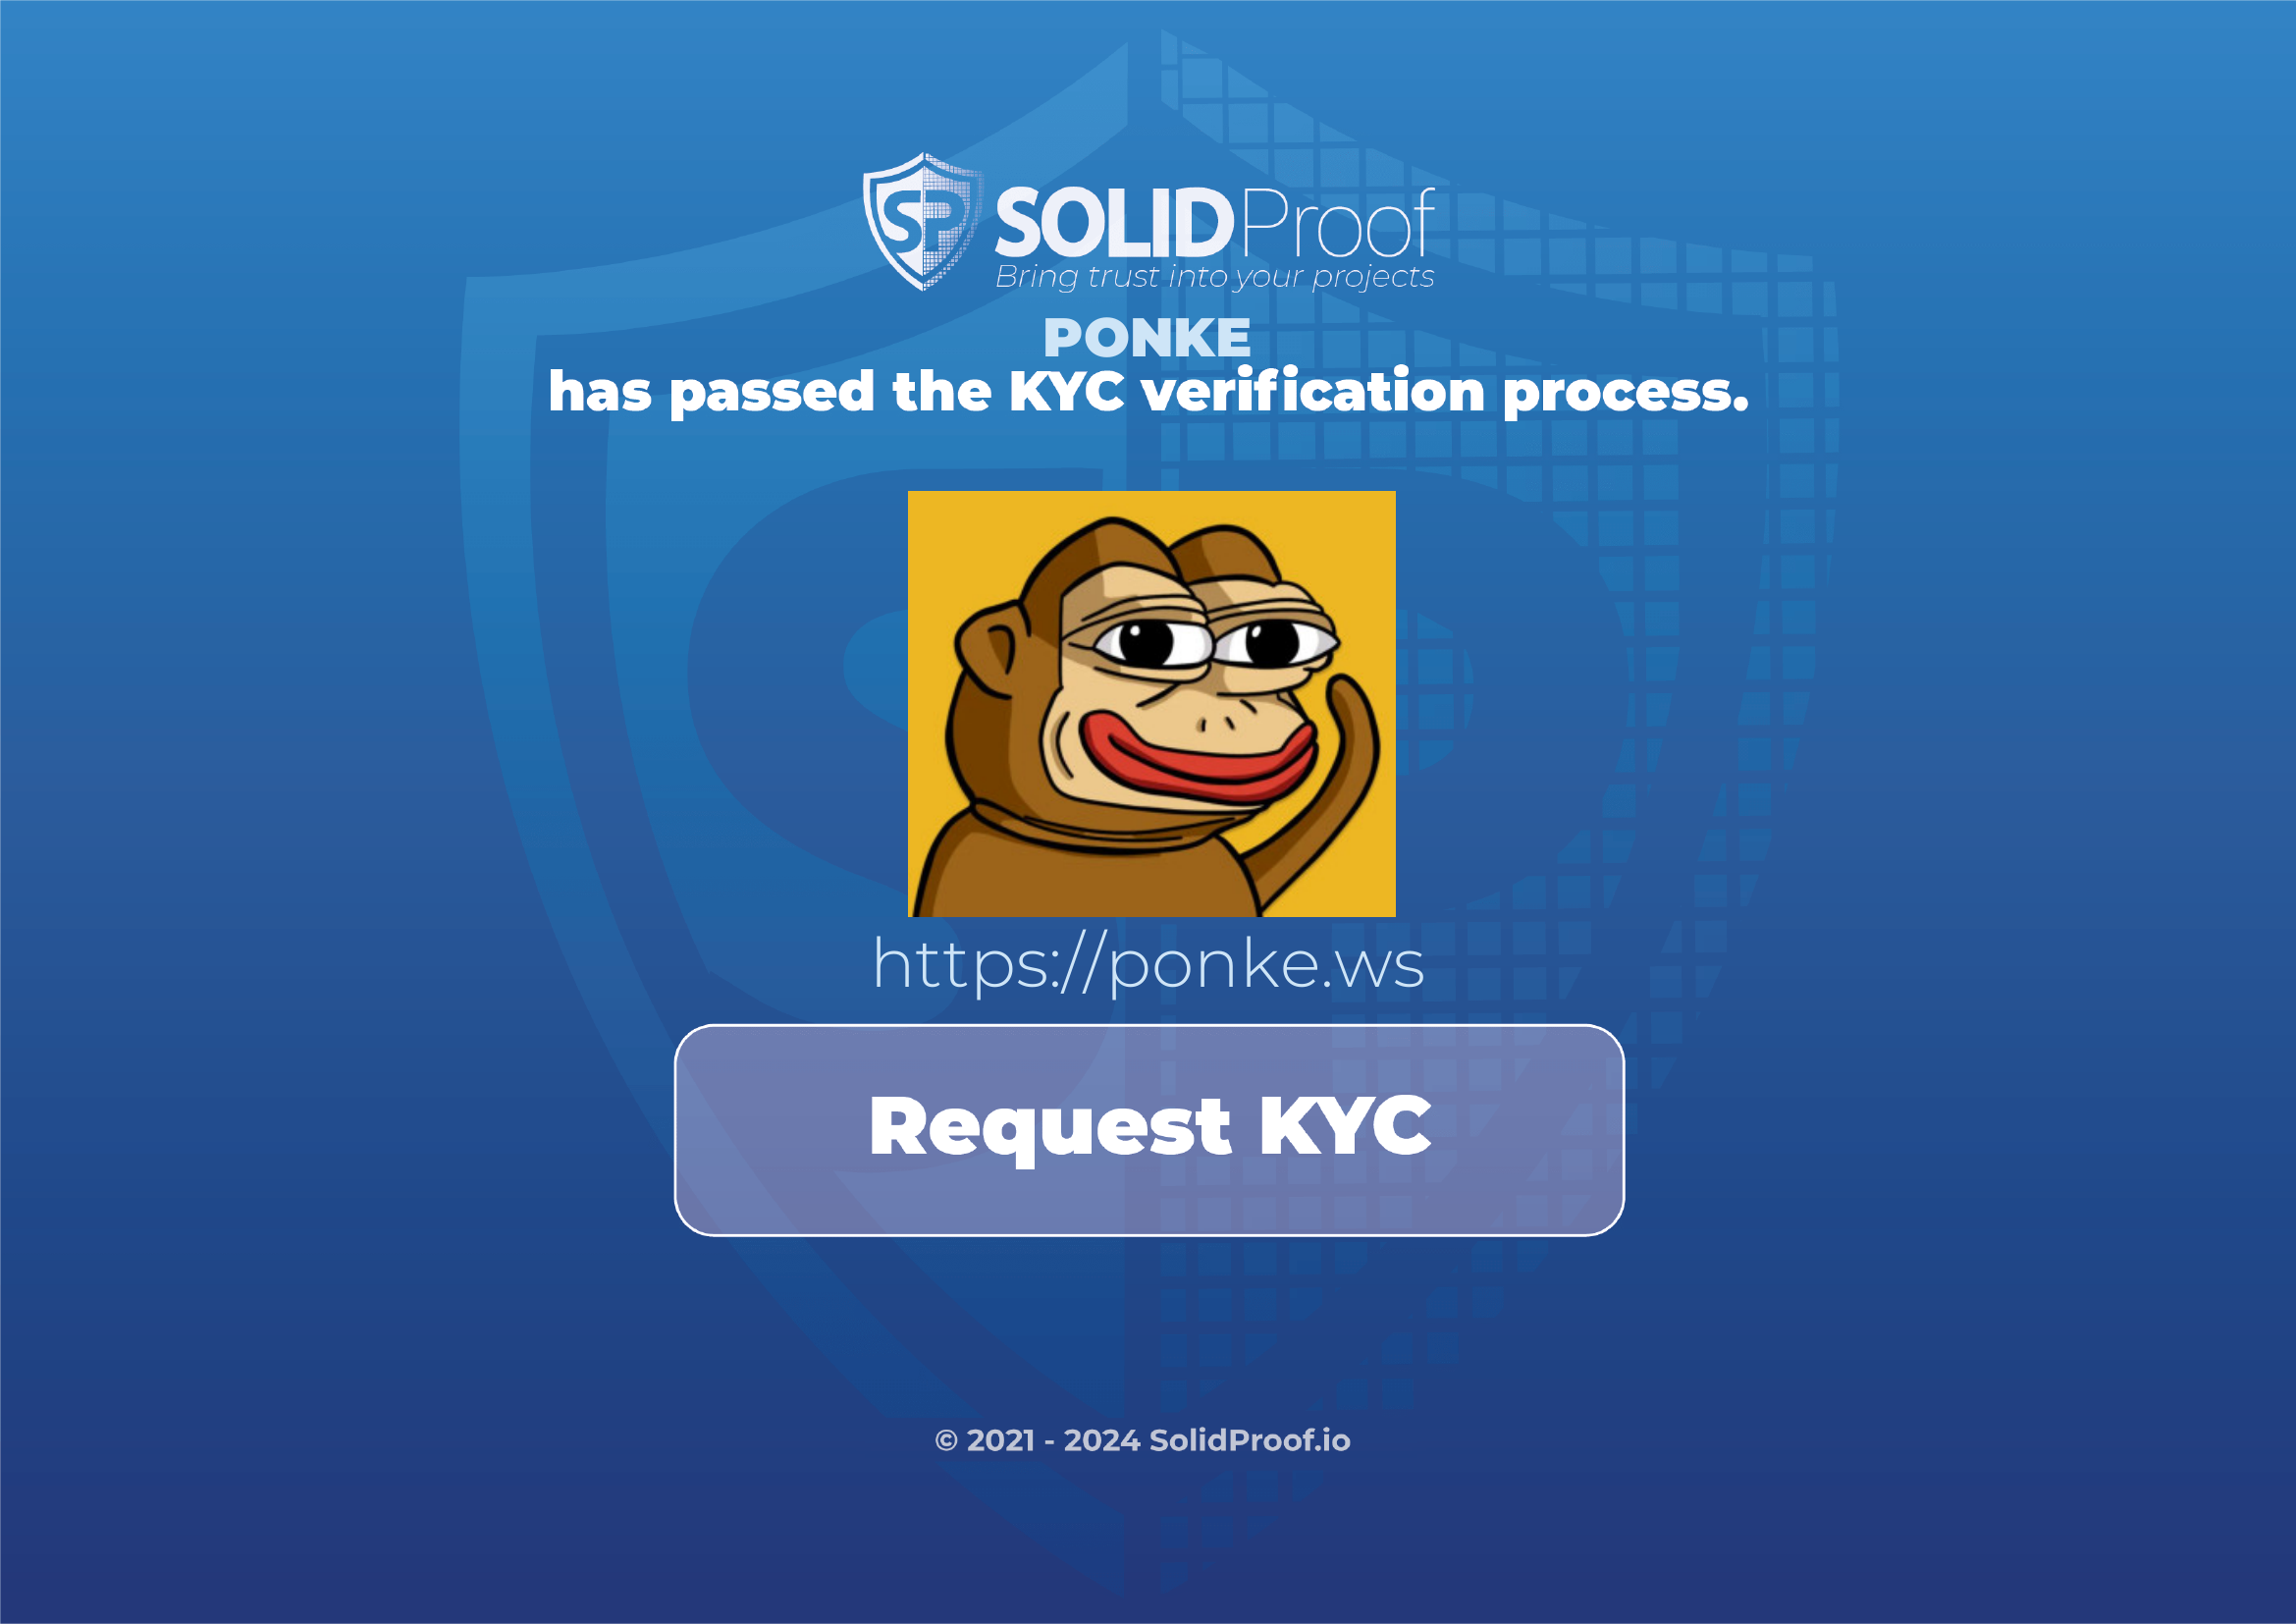 SP SOLIDProof
Bring trust into your projects
PONKE
has passed the KYC verification process.
https://ponke.ws
Request KYC
© 2021 - 2024 SolidProof.io